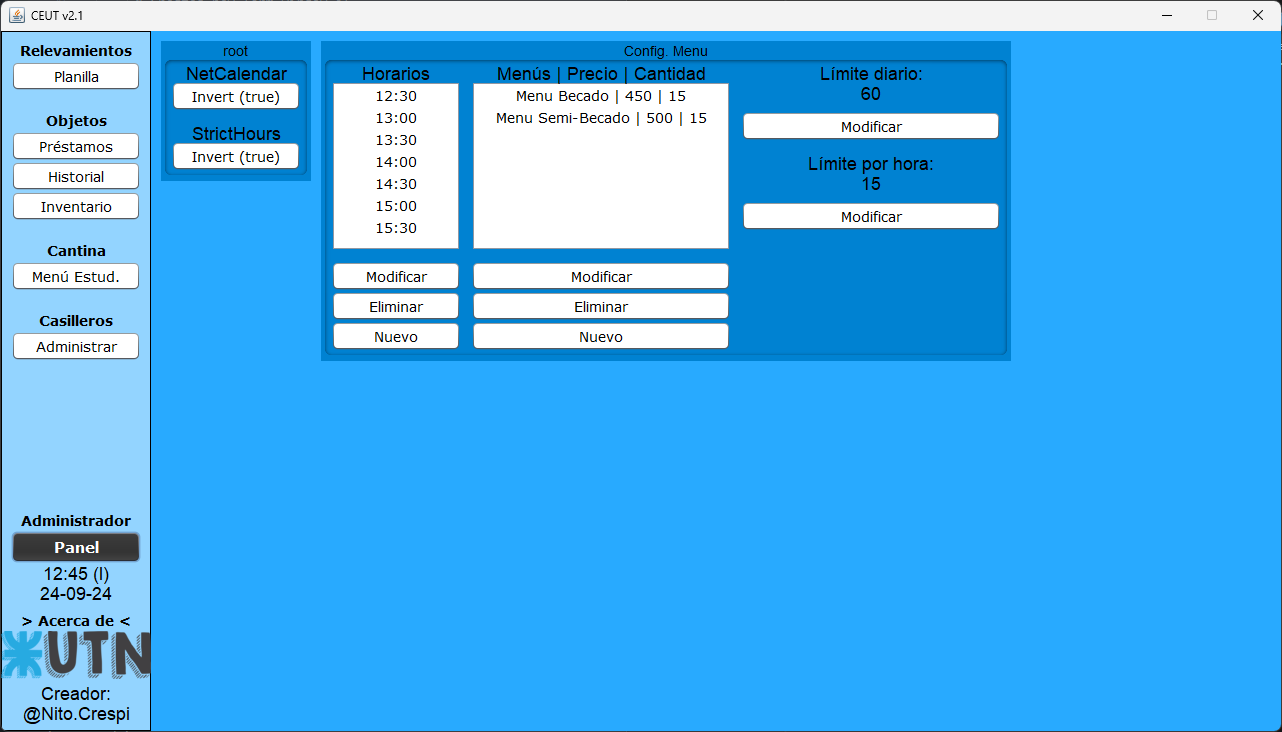 CEUT v2.1
Relevamientos
Planilla
Objetos
Préstamos
Historial
Inventario
Cantina
Menú Estud.
Casilleros
Administrar
Administrador
Panel
12:45 (I)
24-09-24
> Acerca de <
UTN
Creador:
@Nito.Crespi
root
NetCalendar
Invert (true)
StrictHours
Invert (true)
Config. Menu
Horarios
12:30
13:00
13:30
14:00
14:30
15:00
15:30
Modificar
Eliminar
Nuevo
Menús | Precio | Cantidad
Menu Becado | 450 | 15
Menu Semi-Becado | 500 | 15
Modificar
Eliminar
Nuevo
Límite diario:
60
Modificar
Límite por hora:
15
Modificar